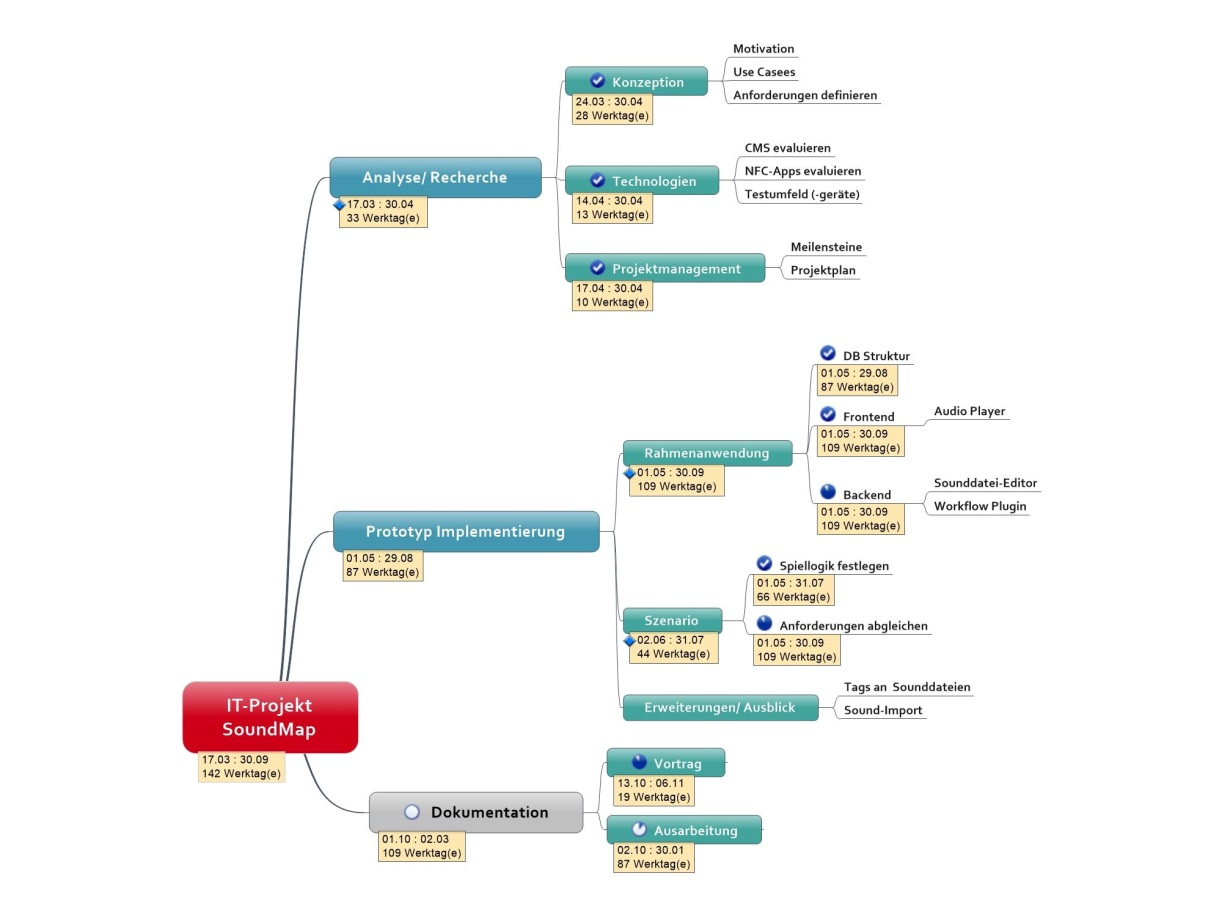 Motivation
Konzeption
Use Casees
Anforderungen definieren
24.03 : 30.04
28 Werktag(e)
CMS evaluieren
Analyse/ Recherche
Technologien
NFC-Apps evaluieren
Testumfeld (-geräte)
17.03 : 30.04
33 Werktag(e)
14.04 : 30.04
13 Werktag(e)
Meilensteine
Projektmanagement
Projektplan
17.04 : 30.04
10 Werktag(e)
DB Struktur
01.05 : 29.08
87 Werktag(e)
Frontend
Audio Player
01.05 : 30.09
109 Werktag(e)
Rahmenanwendung
01.05 : 30.09
109 Werktag(e)
Backend
Sounddatei-Editor
Workflow Plugin
01.05 : 30.09
109 Werktag(e)
Prototyp Implementierung
01.05 : 29.08
87 Werktag(e)
Spiellogik festlegen
01.05 : 31.07
66 Werktag(e)
Szenario
02.06 : 31.07
44 Werktag(e)
Anforderungen abgleichen
01.05 : 30.09
109 Werktag(e)
Erweiterungen/ Ausblick
Tags an  Sounddateien
Sound-Import
IT-Projekt
SoundMap
17.03 : 30.09
142 Werktag(e)
Vortrag
13.10 : 06.11
19 Werktag(e)
Dokumentation
01.10 : 02.03
109 Werktag(e)
Ausarbeitung
02.10 : 30.01
87 Werktag(e)